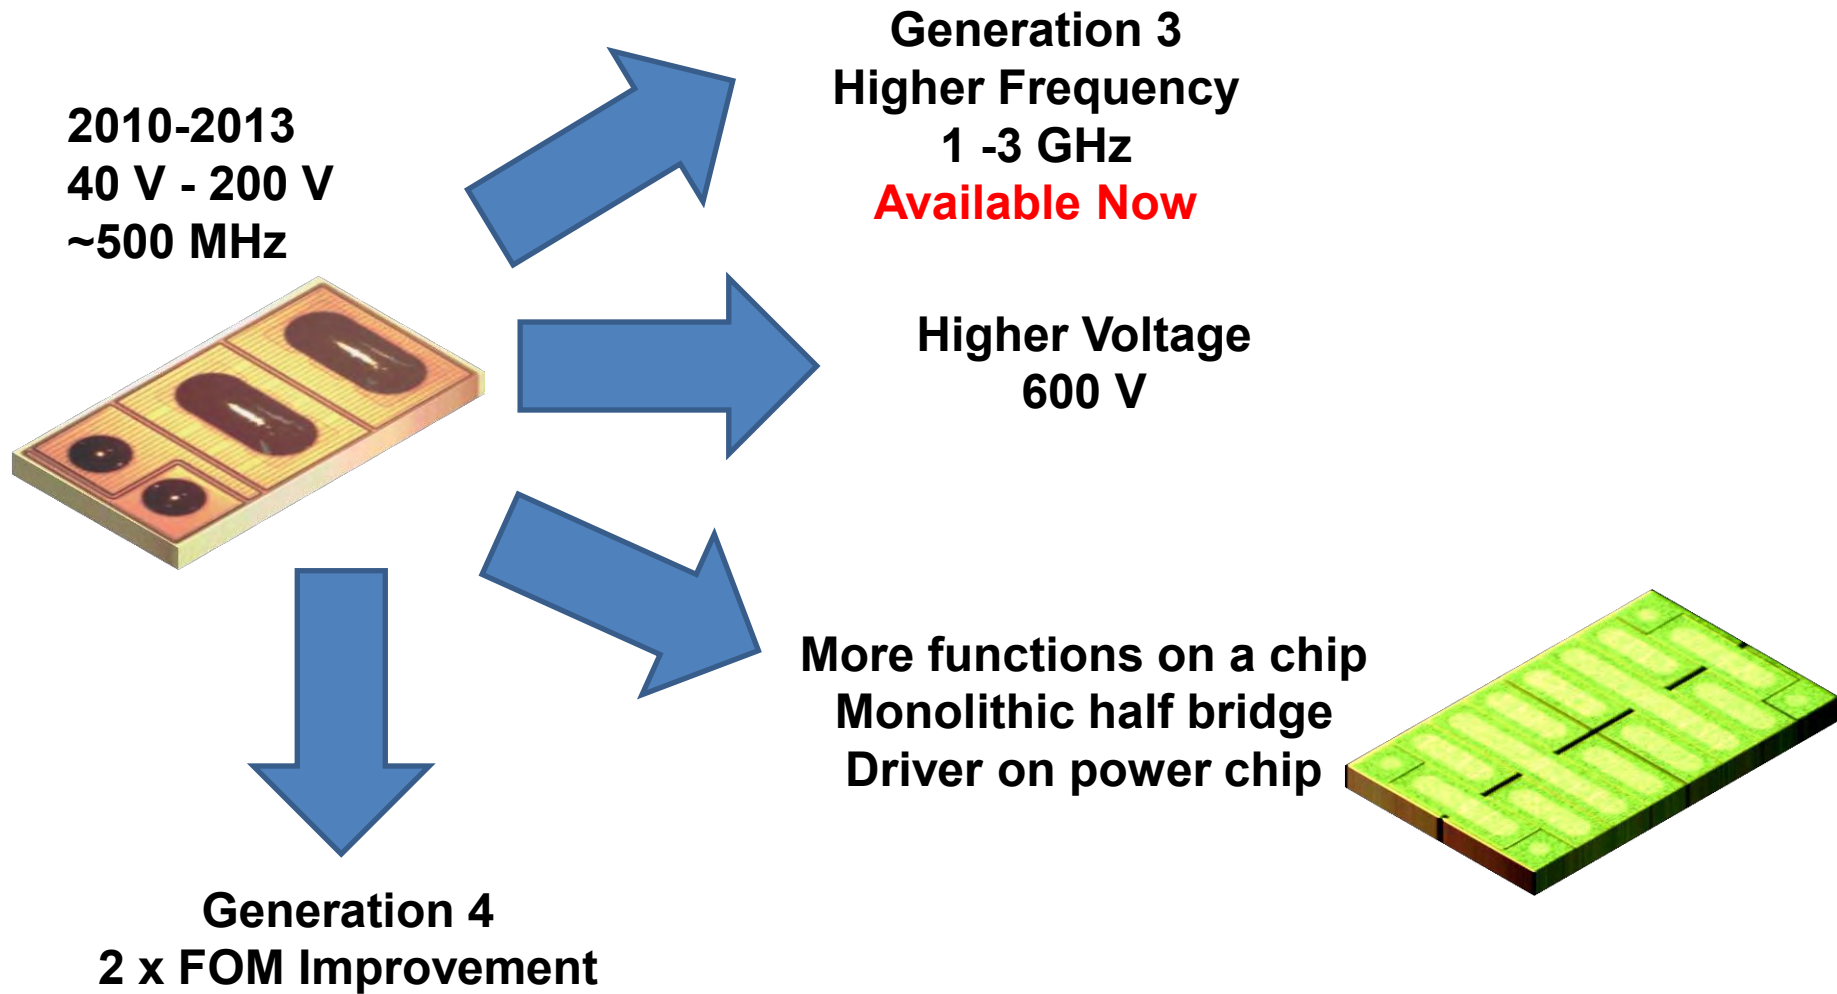 2010-2013
40 V - 200 V
~500 MHz
Generation 3
Higher Frequency
1 -3 GHz
Available Now
Higher Voltage
600 V
More functions on a chip
Monolithic half bridge
Driver on power chip
Generation 4
2 x FOM Improvement